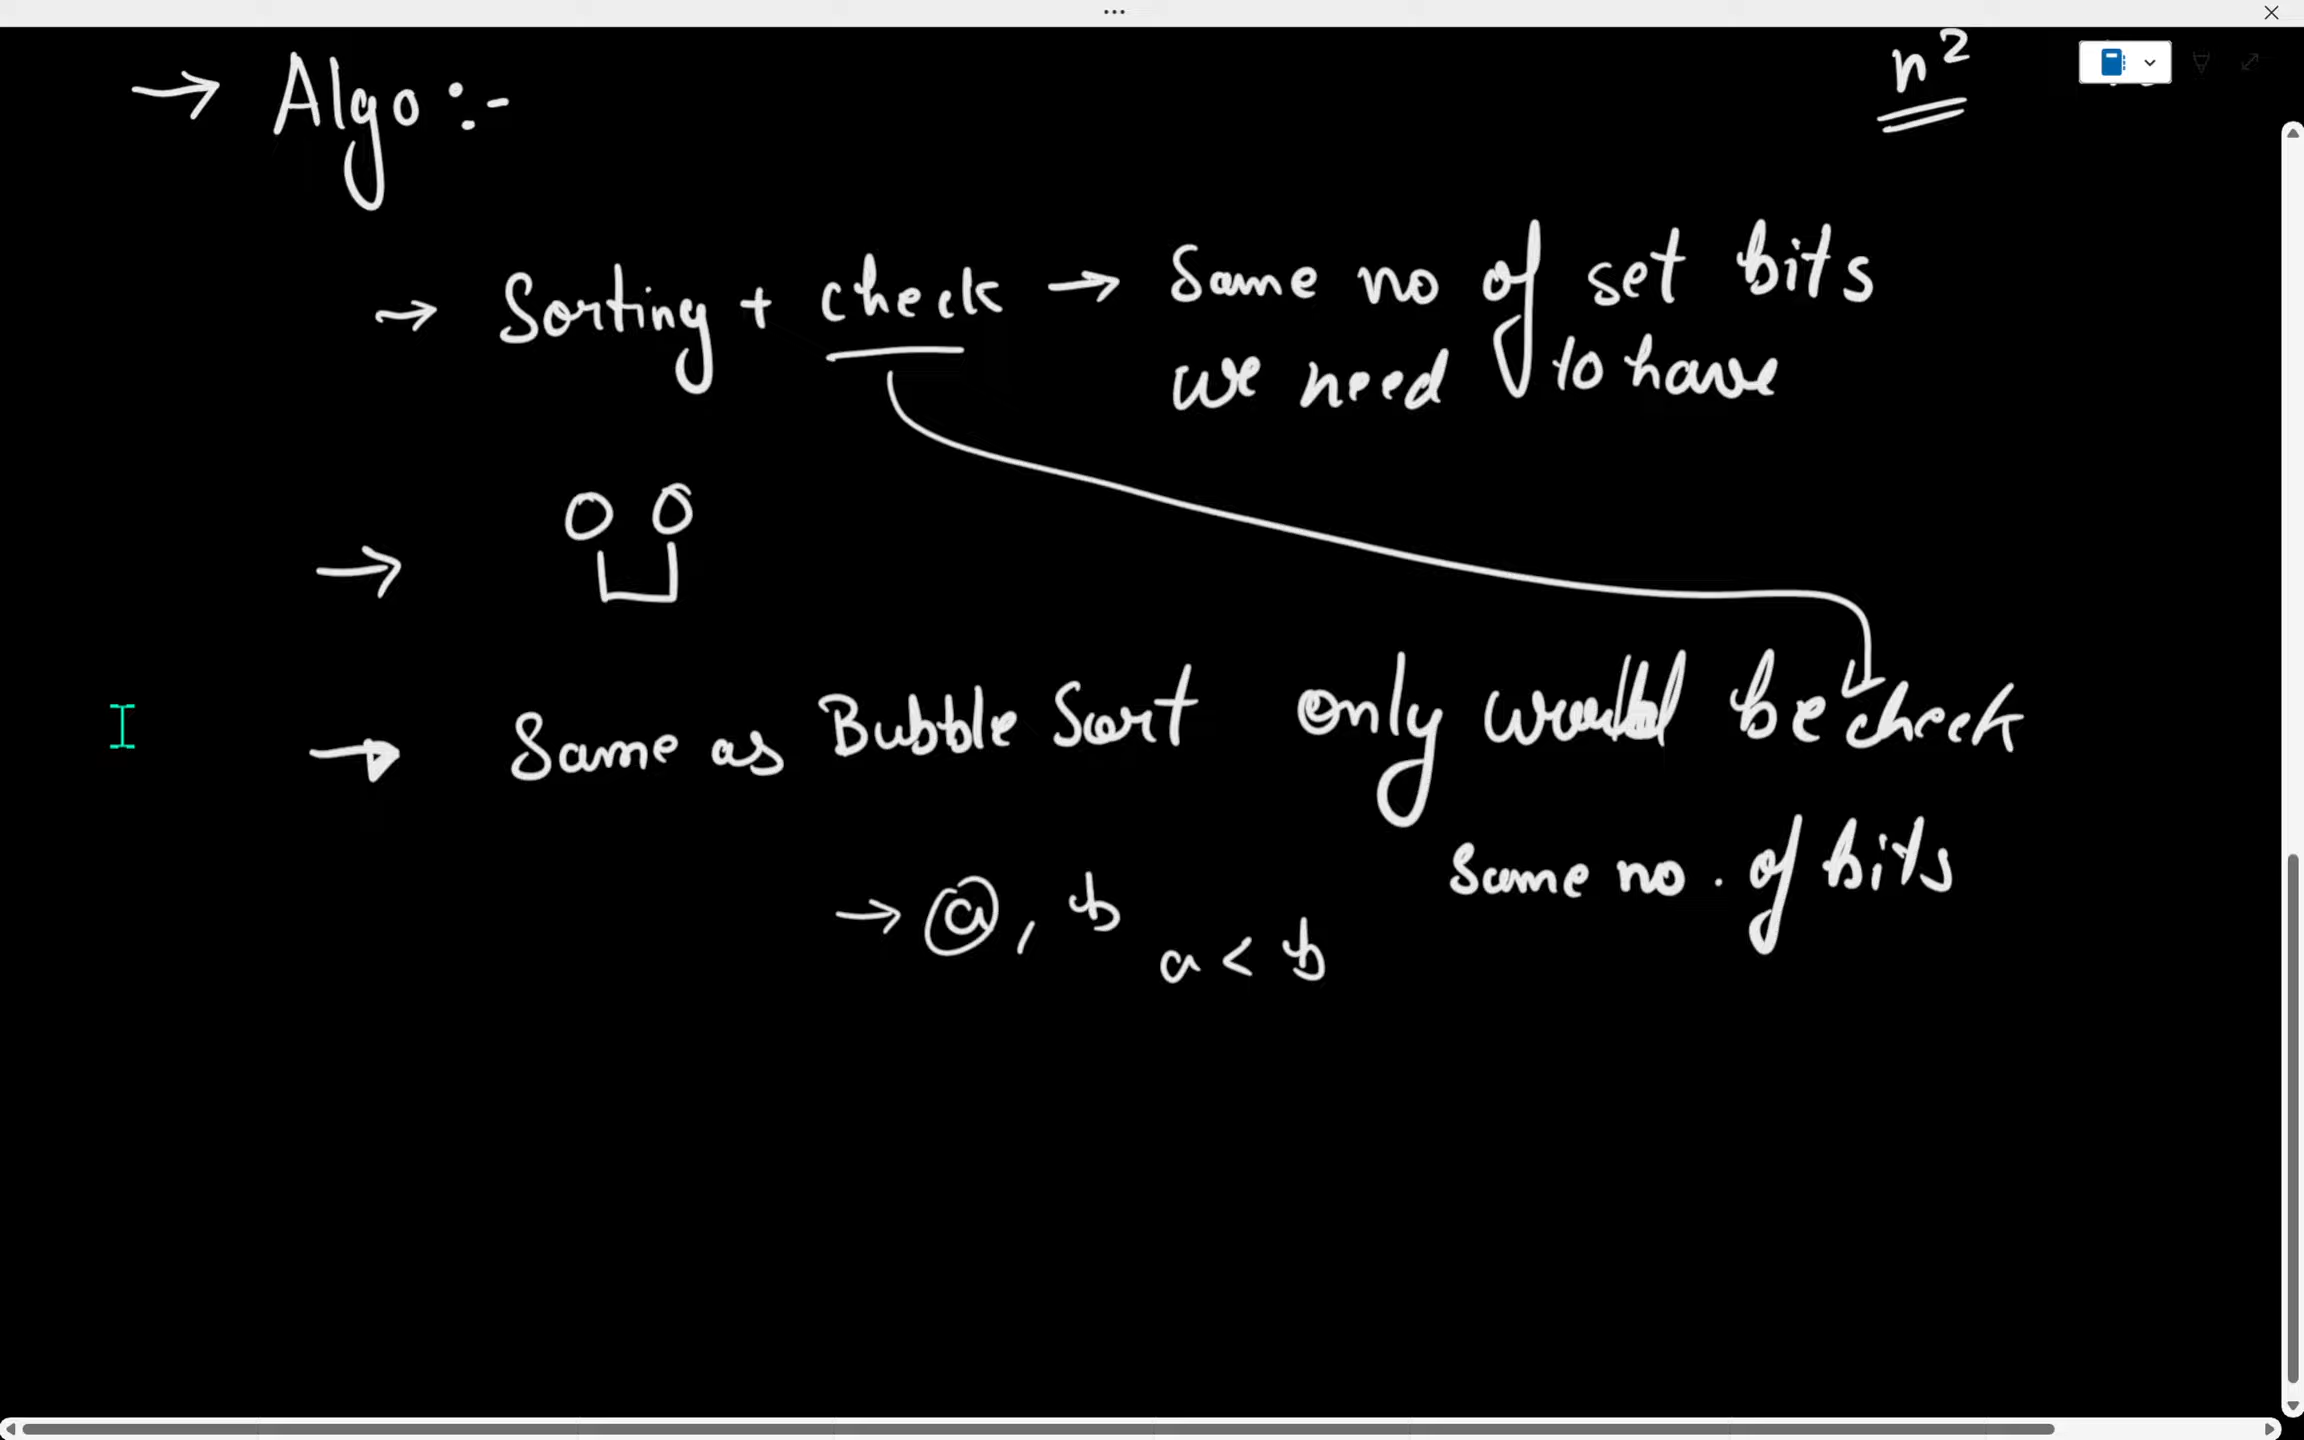 n²
→ Algo :-
→ Sorting + check → Same no of set bits
we need to have
→ O O
→ Same as Bubble Sort only would be check
same no. of bits
→ a, b
a < b